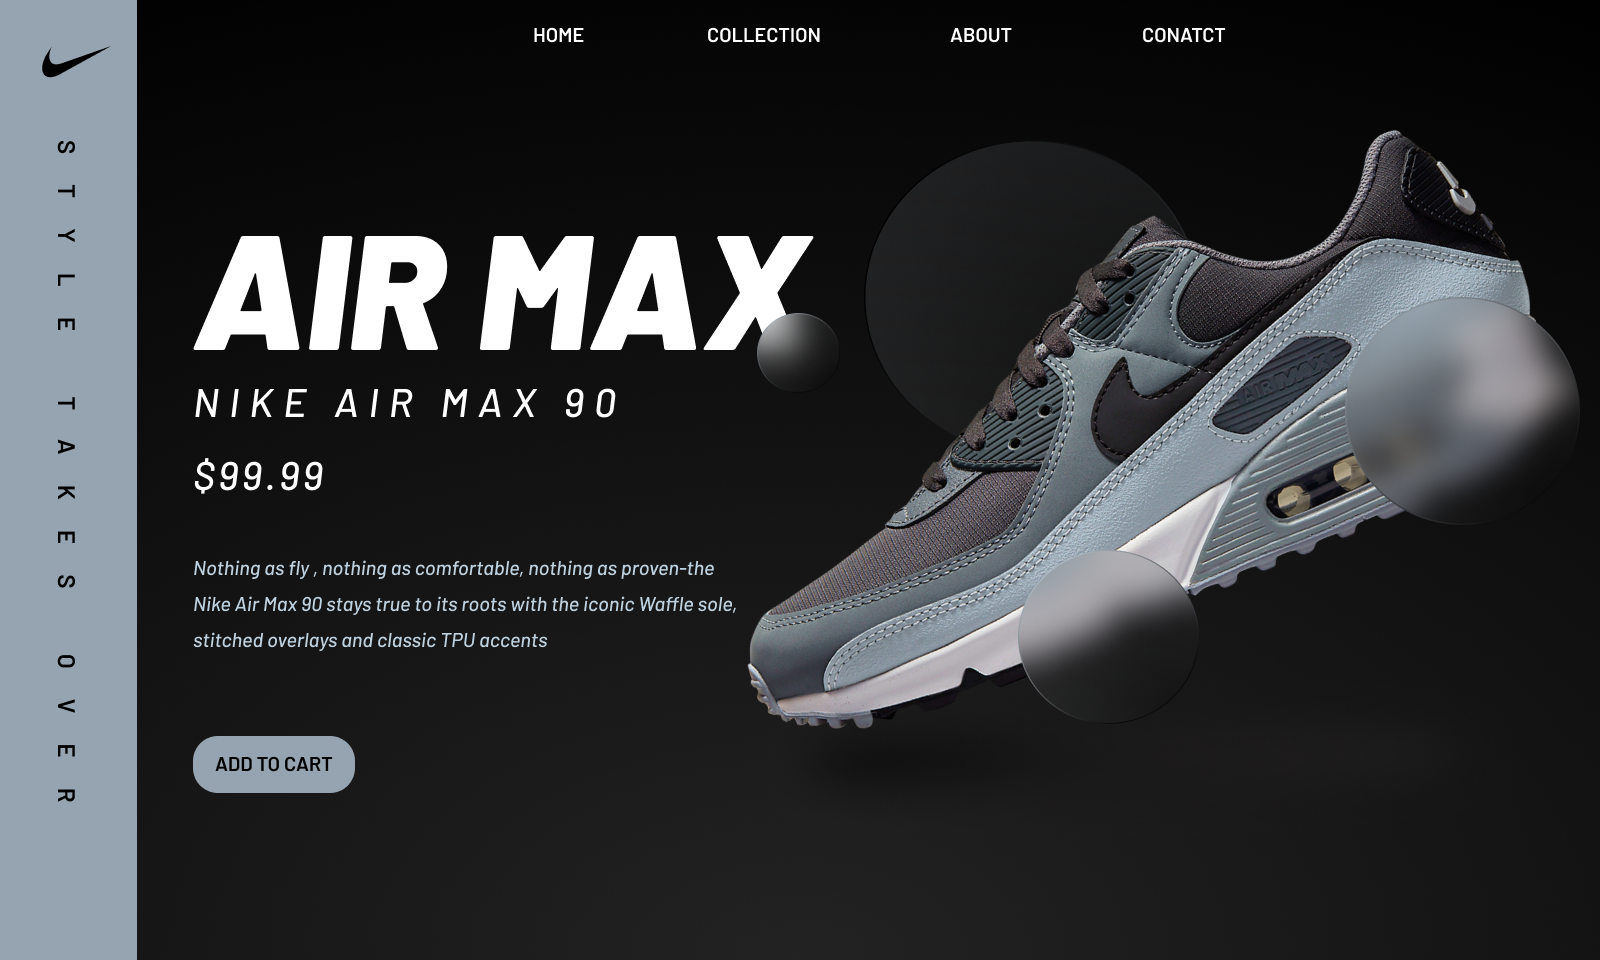 HOME COLLECTION ABOUT CONATCT
STYLE TAKES OVER
AIR MAX
NIKE AIR MAX 90
$99.99
Nothing as fly , nothing as comfortable, nothing as proven-the
Nike Air Max 90 stays true to its roots with the iconic Waffle sole,
stitched overlays and classic TPU accents
ADD TO CART
AIR MAX